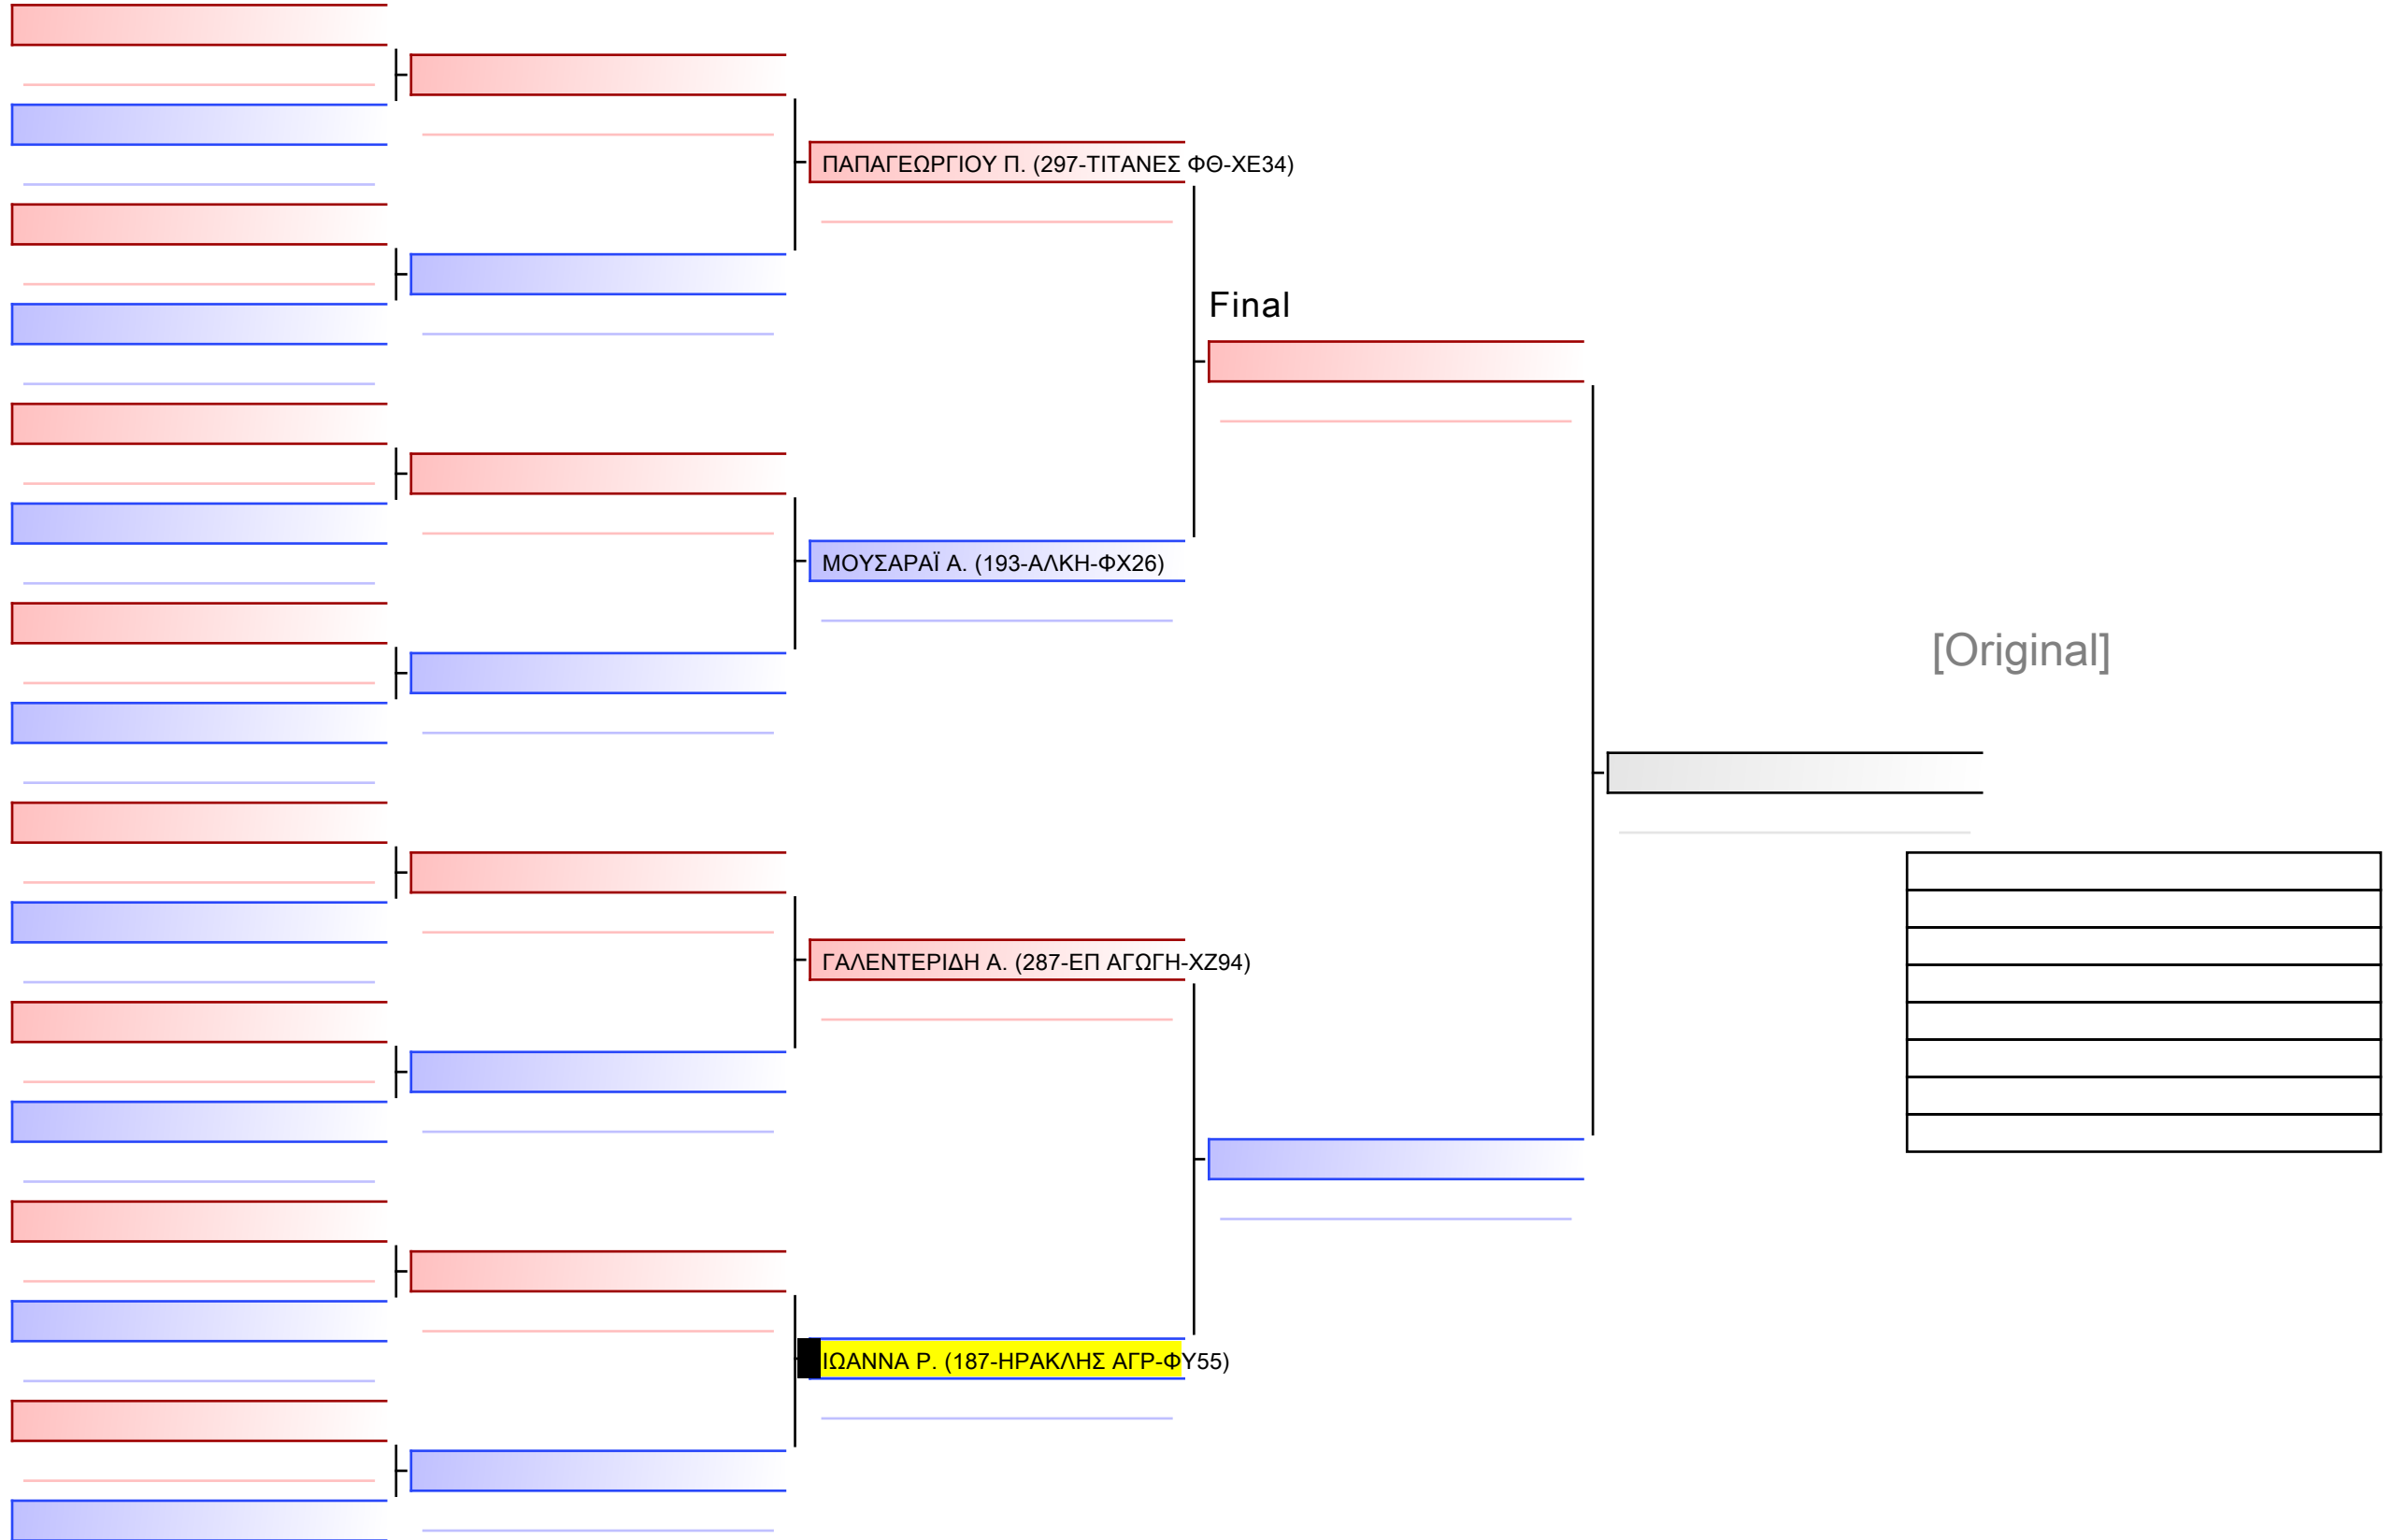 ΠΑΠΑΓΕΩΡΓΙΟΥ Π. (297-ΤΙΤΑΝΕΣ ΦΘ-ΧΕ34)
Final
ΜΟΥΣΑΡΑΪ Α. (193-ΑΛΚΗ-ΦΧ26)
[Original]
ΓΑΛΕΝΤΕΡΙΔΗ Α. (287-ΕΠ ΑΓΩΓΗ-ΧΖ94)
ΙΩΑΝΝΑ Ρ. (187-ΗΡΑΚΛΗΣ ΑΓΡ-ΦΥ55)